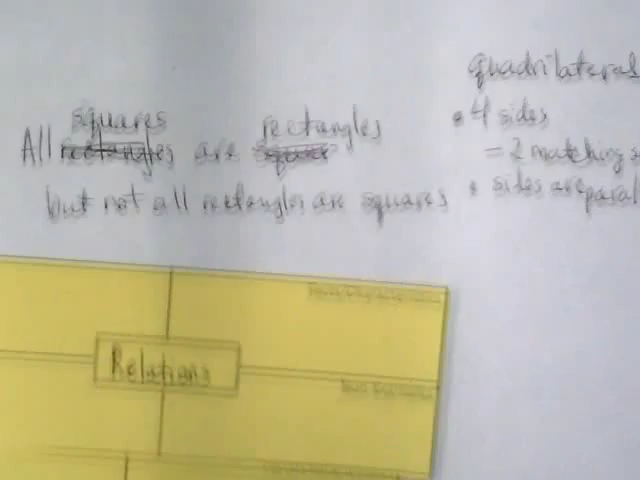 squares rectangles
All rectangles are square
but not all rectangles are squares
quadrilateral
• 4 sides
= 2 matching s
• sides are paral
Relations